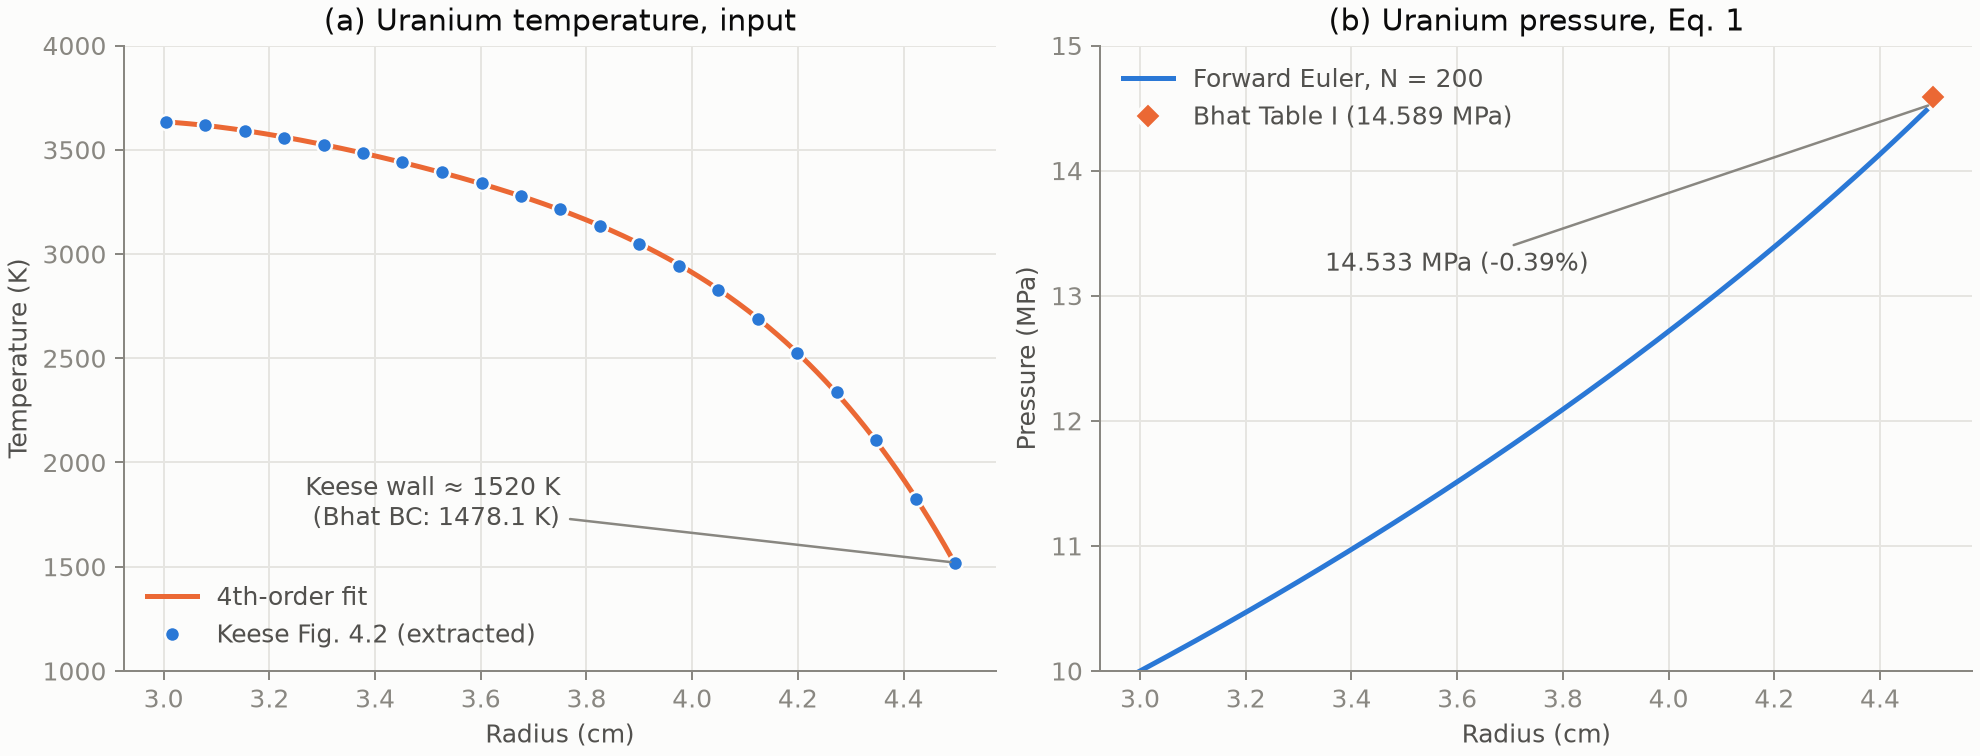 (a) Uranium temperature, input
4000
3500
3000
2500
2000
1500
1000
Temperature (K)
Keese wall ≈ 1520 K
(Bhat BC: 1478.1 K)
4th-order fit
Keese Fig. 4.2 (extracted)
3.0 3.2 3.4 3.6 3.8 4.0 4.2 4.4
Radius (cm)
(b) Uranium pressure, Eq. 1
15
14
13
12
11
10
Pressure (MPa)
Forward Euler, N = 200
Bhat Table I (14.589 MPa)
14.533 MPa (-0.39%)
3.0 3.2 3.4 3.6 3.8 4.0 4.2 4.4
Radius (cm)